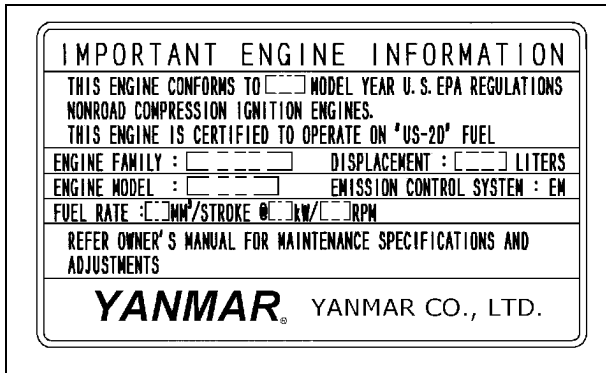 IMPORTANT ENGINE INFORMATION
THIS ENGINE CONFORMS TO MODEL YEAR U.S.EPA REGULATIONS
NONROAD COMPRESSION IGNITION ENGINES.
THIS ENGINE IS CERTIFIED TO OPERATE ON "US-2D" FUEL
ENGINE FAMILY : DISPLACEMENT : LITERS
ENGINE MODEL : EMISSION CONTROL SYSTEM : EM
FUEL RATE : MM³/STROKE @ kW/ RPM
REFER OWNER'S MANUAL FOR MAINTENANCE SPECIFICATIONS AND
ADJUSTMENTS
YANMAR® YANMAR CO., LTD.